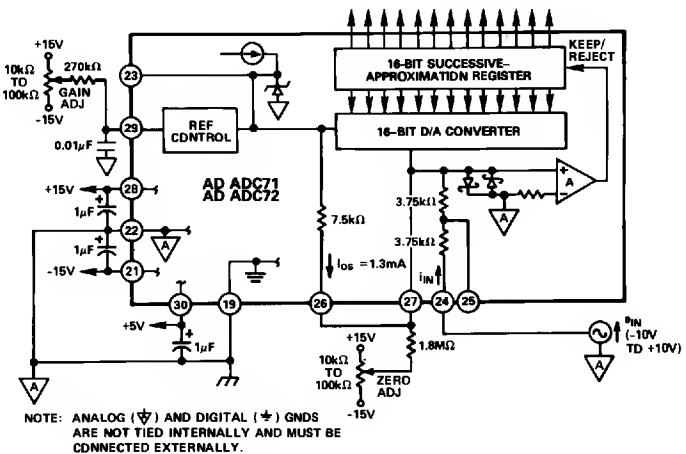 +15V
10kΩ
TO
100kΩ
-15V
270kΩ
GAIN
ADJ
0.01µF
23
29
REF
CONTROL
16-BIT SUCCESSIVE-
APPROXIMATION REGISTER
KEEP/
REJECT
16-BIT D/A CONVERTER
AD ADC71
AD ADC72
+15V
1µF
28
22
A
1µF
-15V
21
7.5kΩ
IOS = 1.3mA
3.75kΩ
3.75kΩ
iIN
A
+
−
A
30
19
26
27
24
25
+5V
1µF
A
+15V
10kΩ
TO
100kΩ
-15V
ZERO
ADJ
1.8MΩ
eIN
(-10V
TO +10V)
A
NOTE: ANALOG (A) AND DIGITAL (⏚) GNDS
ARE NOT TIED INTERNALLY AND MUST BE
CONNECTED EXTERNALLY.